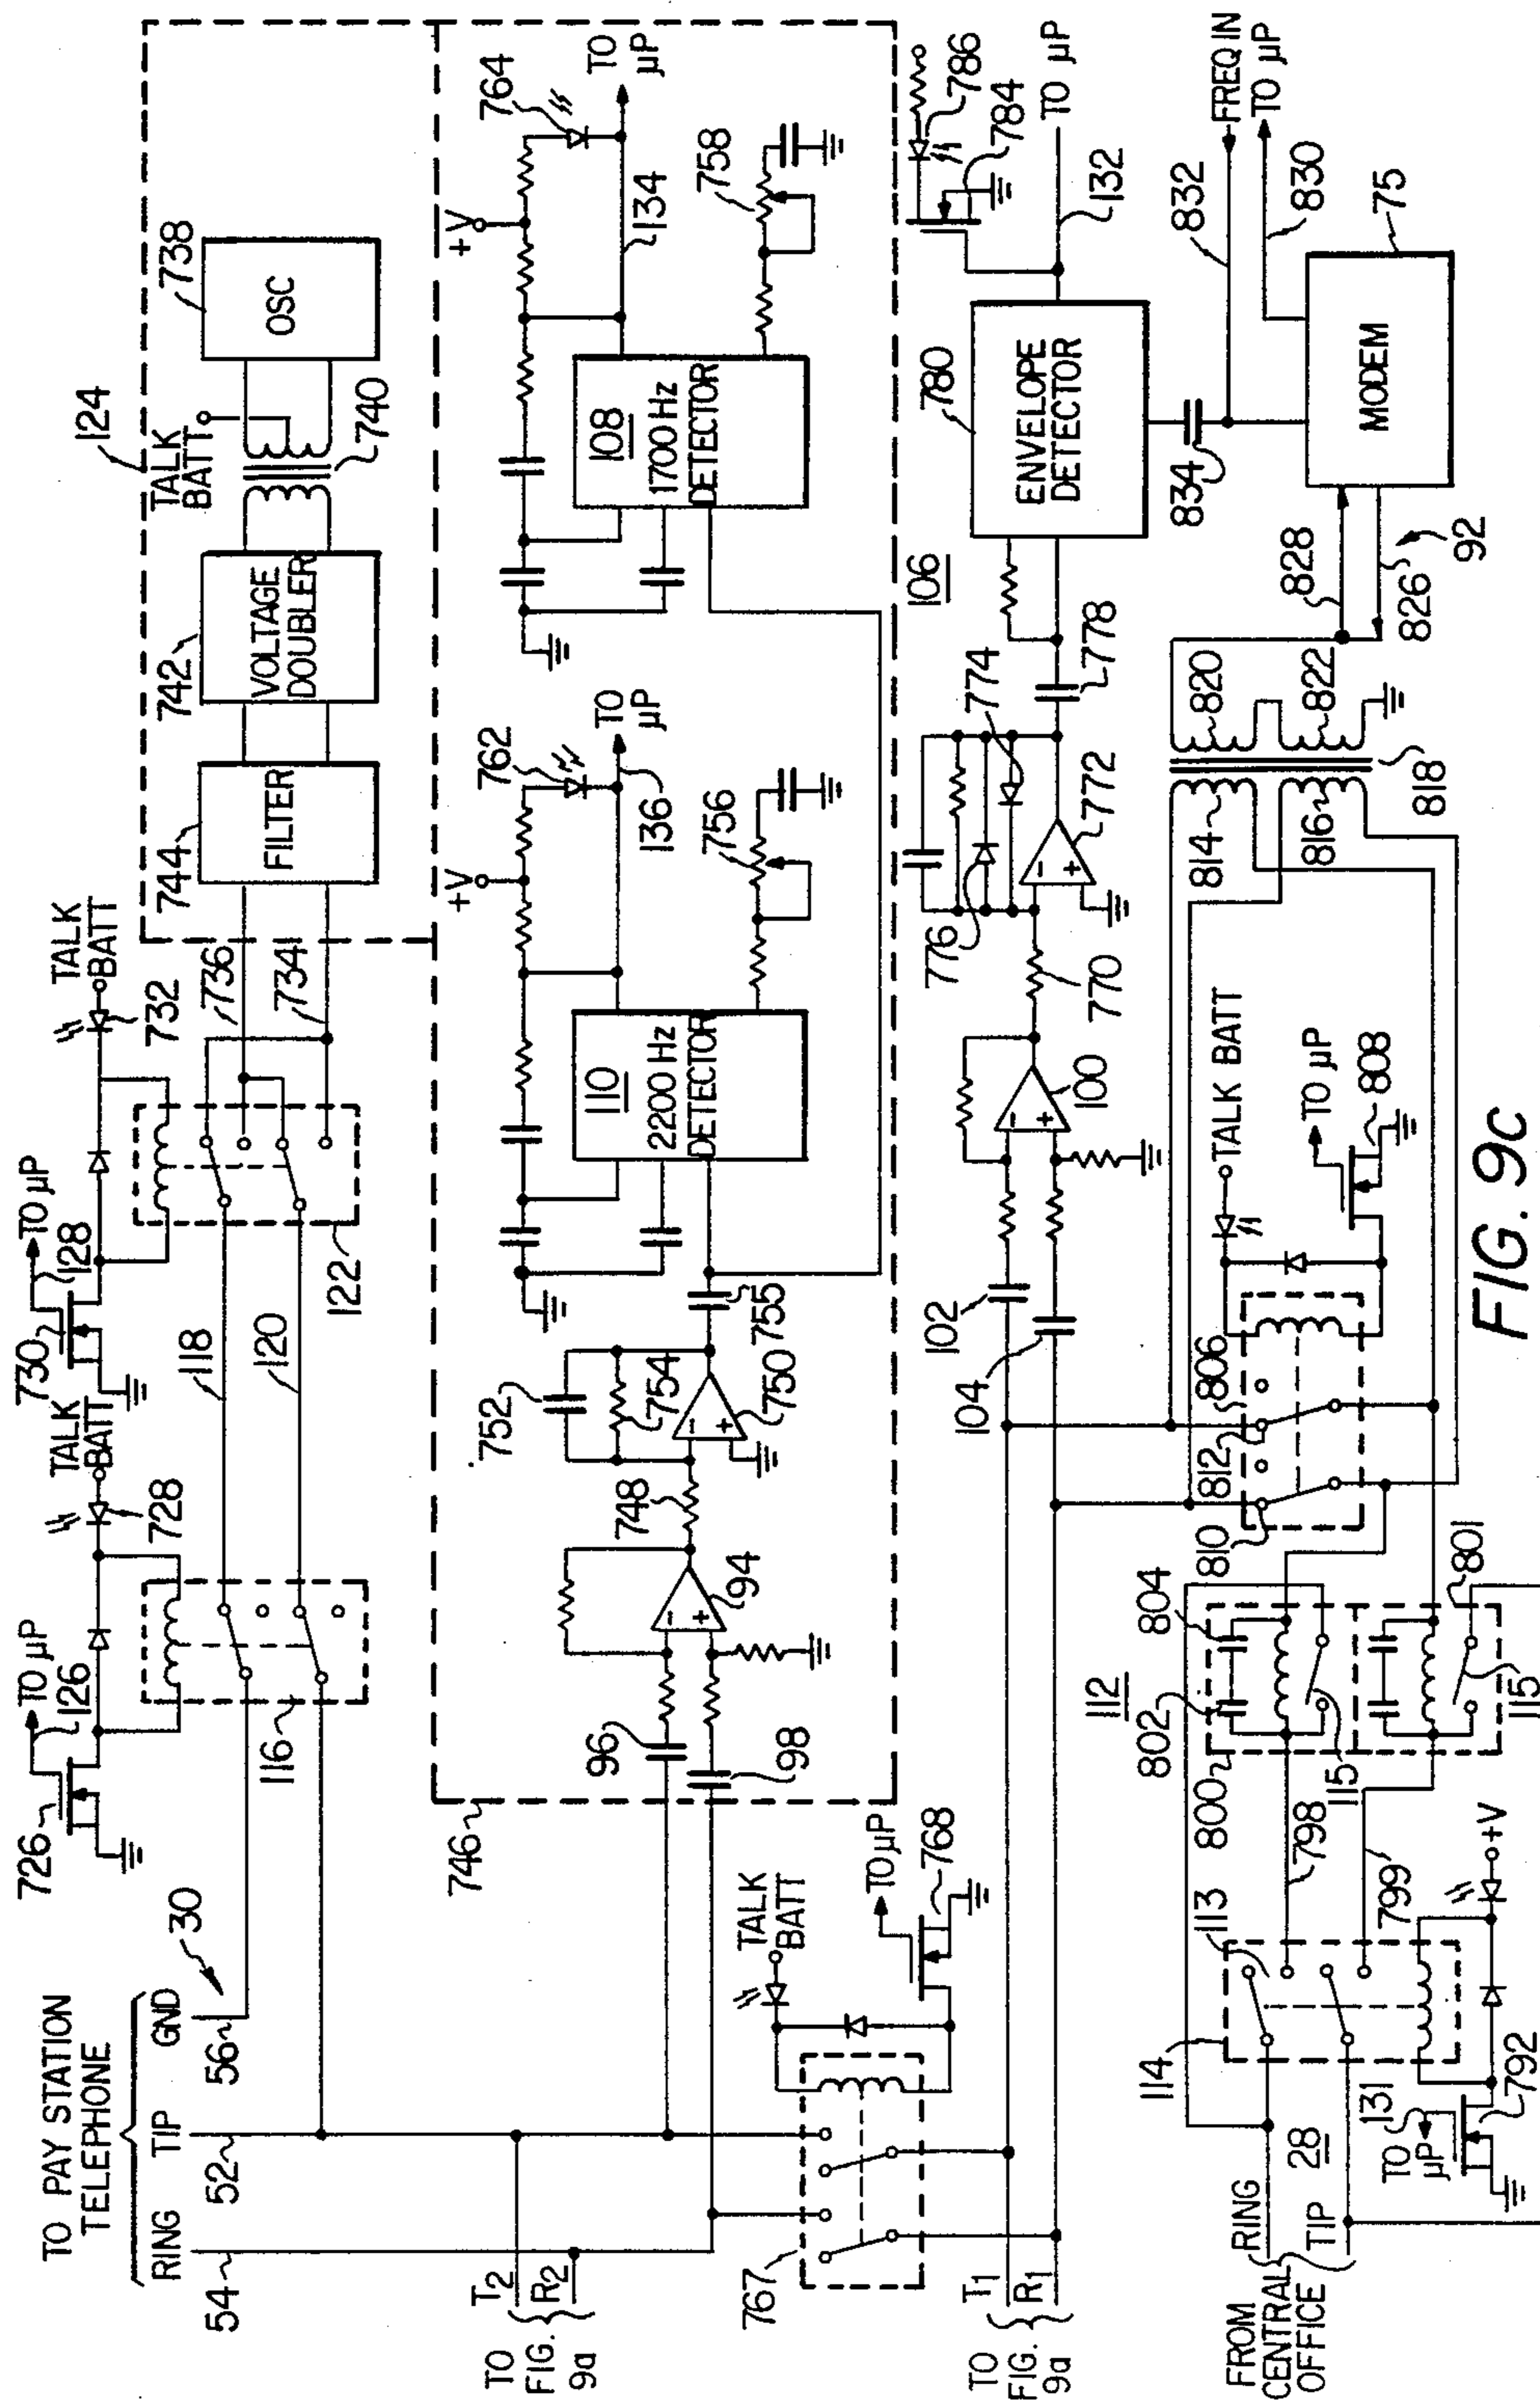 TO PAY STATION
TELEPHONE
RING TIP GND
54
52
56
30
726
TO µP
126
116
728
TALK
BATT
730
TO µP
128
118
120
122
732
TALK
BATT
736
734
744
FILTER
742
VOLTAGE
DOUBLER
124
TALK
BATT
740
738
OSC
746
96
98
94
748
752
754
750
755
110
2200 Hz
DETECTOR
+V
762
TO
µP
136
756
108
1700 Hz
DETECTOR
+V
764
TO
µP
134
758
T2
R2
TO
FIG.
9a
767
TALK
BATT
TO µP
768
T1
R1
TO
FIG.
9a
102
104
100
770
776
774
772
778
106
780
ENVELOPE
DETECTOR
786
784
TO µP
132
834
832
FREQ IN
TO µP
830
MODEM
75
828
826
92
820
822
814
816
818
TALK BATT
TO µP
808
806
812
810
801
804
112
802
800
115
115
798
799
113
114
+V
131
TO
µP
792
28
RING
TIP
FROM
CENTRAL
OFFICE
FIG. 9c